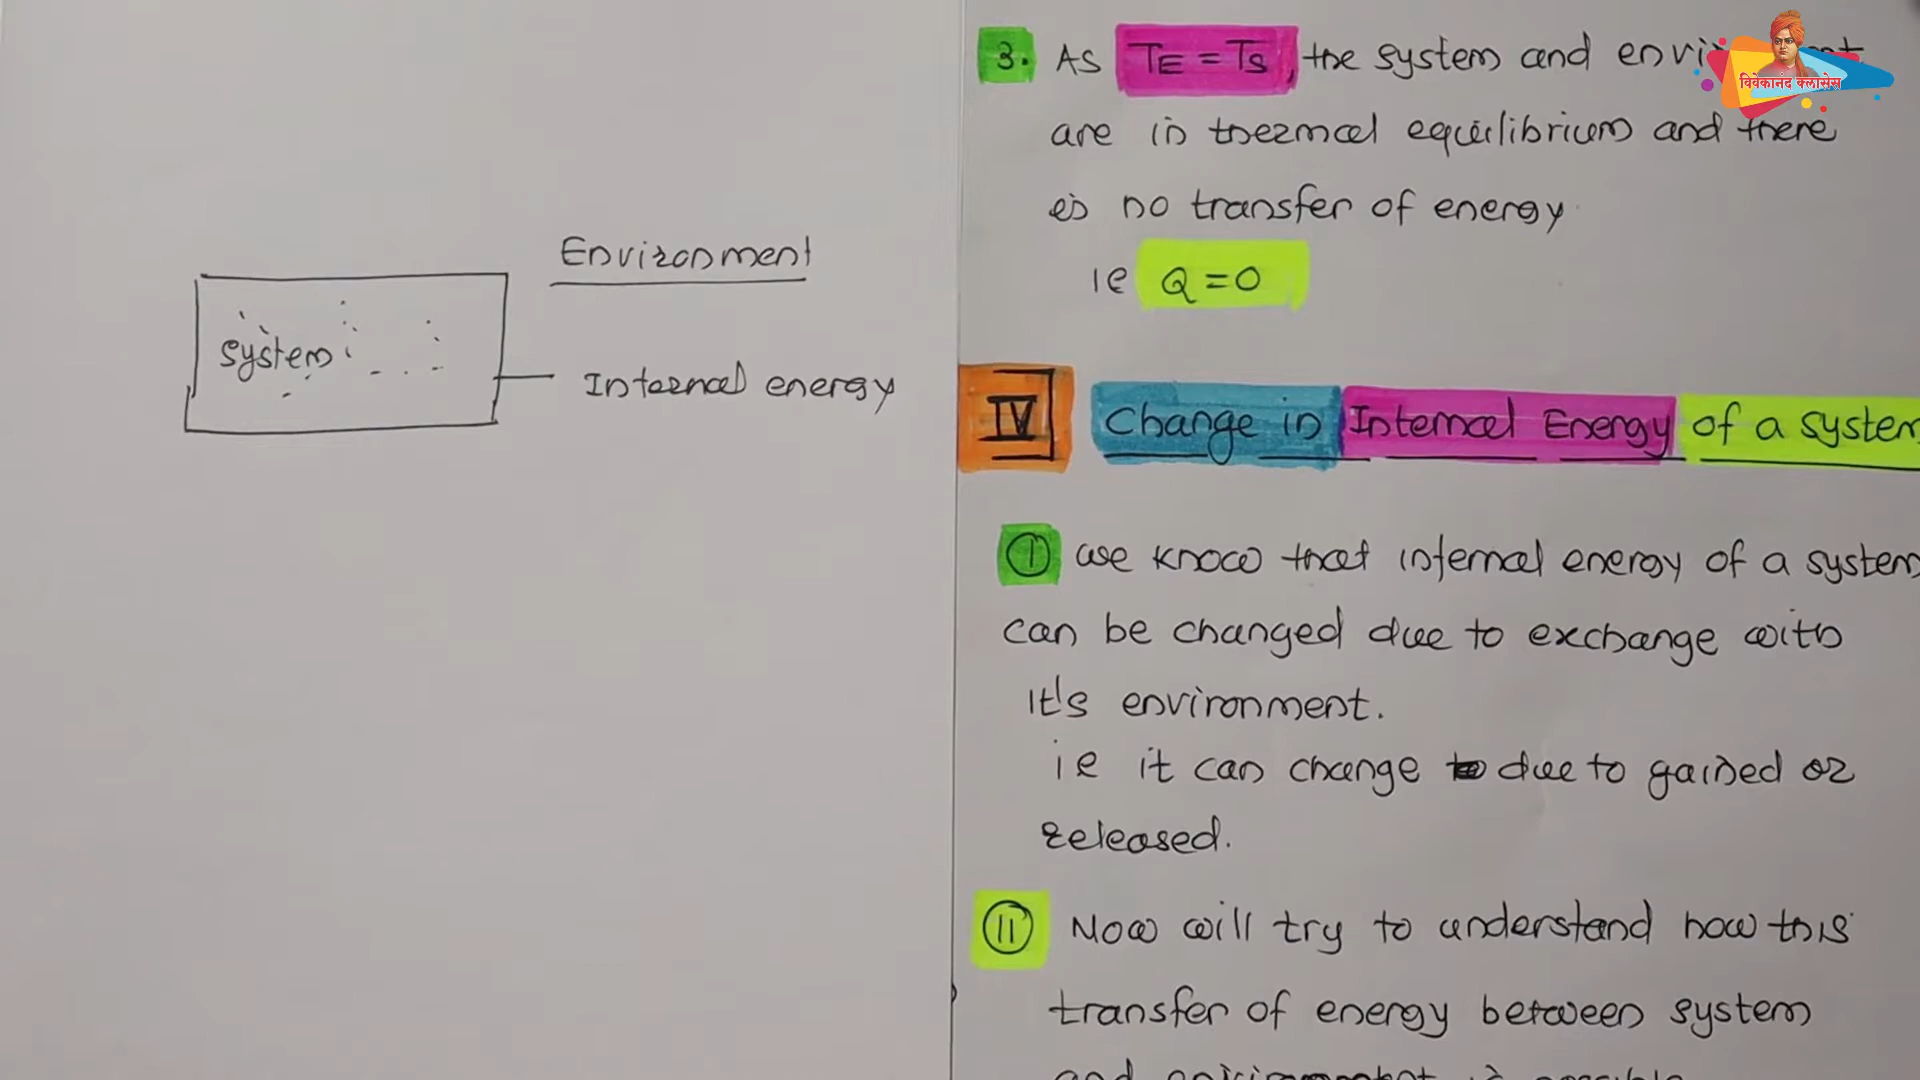 Environment
system
Internal energy
3. As TE = TS, the system and
are in thermal equilibrium and there
is no transfer of energy
ie Q = 0
IV Change in Internal Energy of a system
I we know that internal energy of a system
can be changed due to exchange with
it's environment.
ie it can change due to gained or
released.
II Now will try to understand how this
transfer of energy between system
विवेकानंद क्लासेस